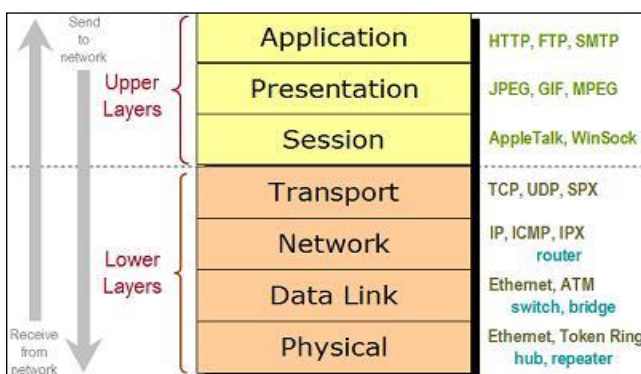 Send
to
network
Application
HTTP, FTP, SMTP
Upper
Layers
Presentation
JPEG, GIF, MPEG
Session
AppleTalk, WinSock
Transport
TCP, UDP, SPX
Network
IP, ICMP, IPX
router
Lower
Layers
Data Link
Ethernet, ATM
switch, bridge
Receive
from
network
Physical
Ethernet, Token Ring
hub, repeater